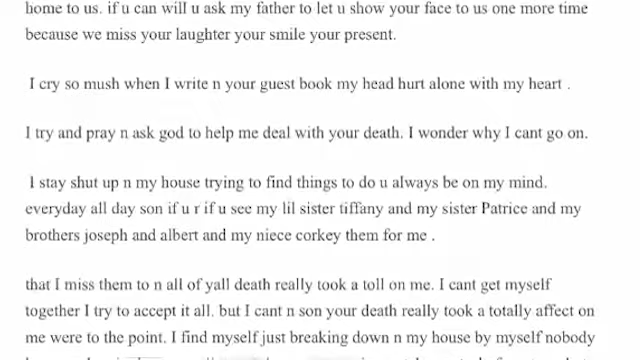 home to us. if u can will u ask my father to let u show your face to us one more time
because we miss your laughter your smile your present.
I cry so mush when I write n your guest book my head hurt alone with my heart .
I try and pray n ask god to help me deal with your death. I wonder why I cant go on.
I stay shut up n my house trying to find things to do u always be on my mind.
everyday all day son if u r if u see my lil sister tiffany and my sister Patrice and my
brothers joseph and albert and my niece corkey them for me .
that I miss them to n all of yall death really took a toll on me. I cant get myself
together I try to accept it all. but I cant n son your death really took a totally affect on
me were to the point. I find myself just breaking down n my house by myself nobody